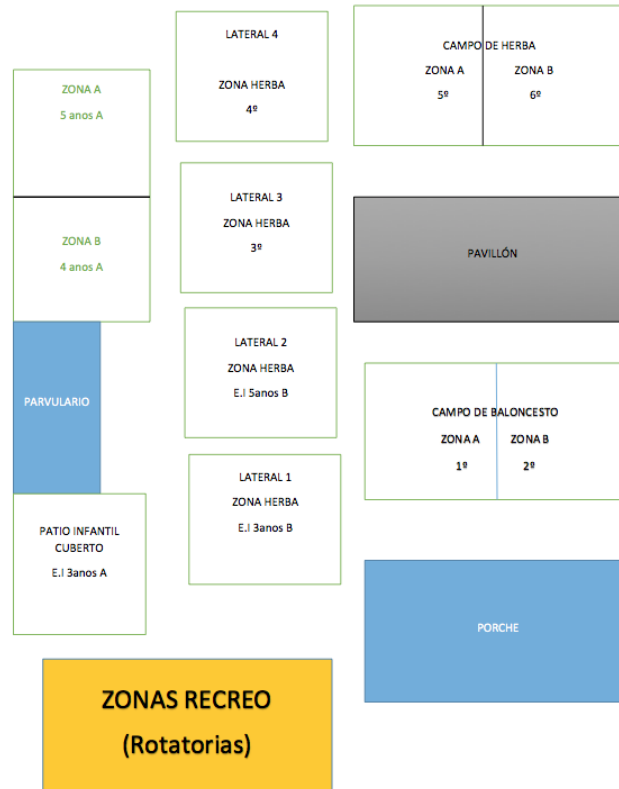 LATERAL 4
ZONA HERBA
4º
CAMPO DE HERBA
ZONA A
5º
ZONA B
6º
ZONA A
5 anos A
ZONA B
4 anos A
LATERAL 3
ZONA HERBA
3º
PAVILLÓN
PARVULARIO
LATERAL 2
ZONA HERBA
E.I 5anos B
CAMPO DE BALONCESTO
ZONA A
1º
ZONA B
2º
LATERAL 1
ZONA HERBA
E.I 3anos B
PATIO INFANTIL
CUBERTO
E.I 3anos A
PORCHE
ZONAS RECREO
(Rotatorias)